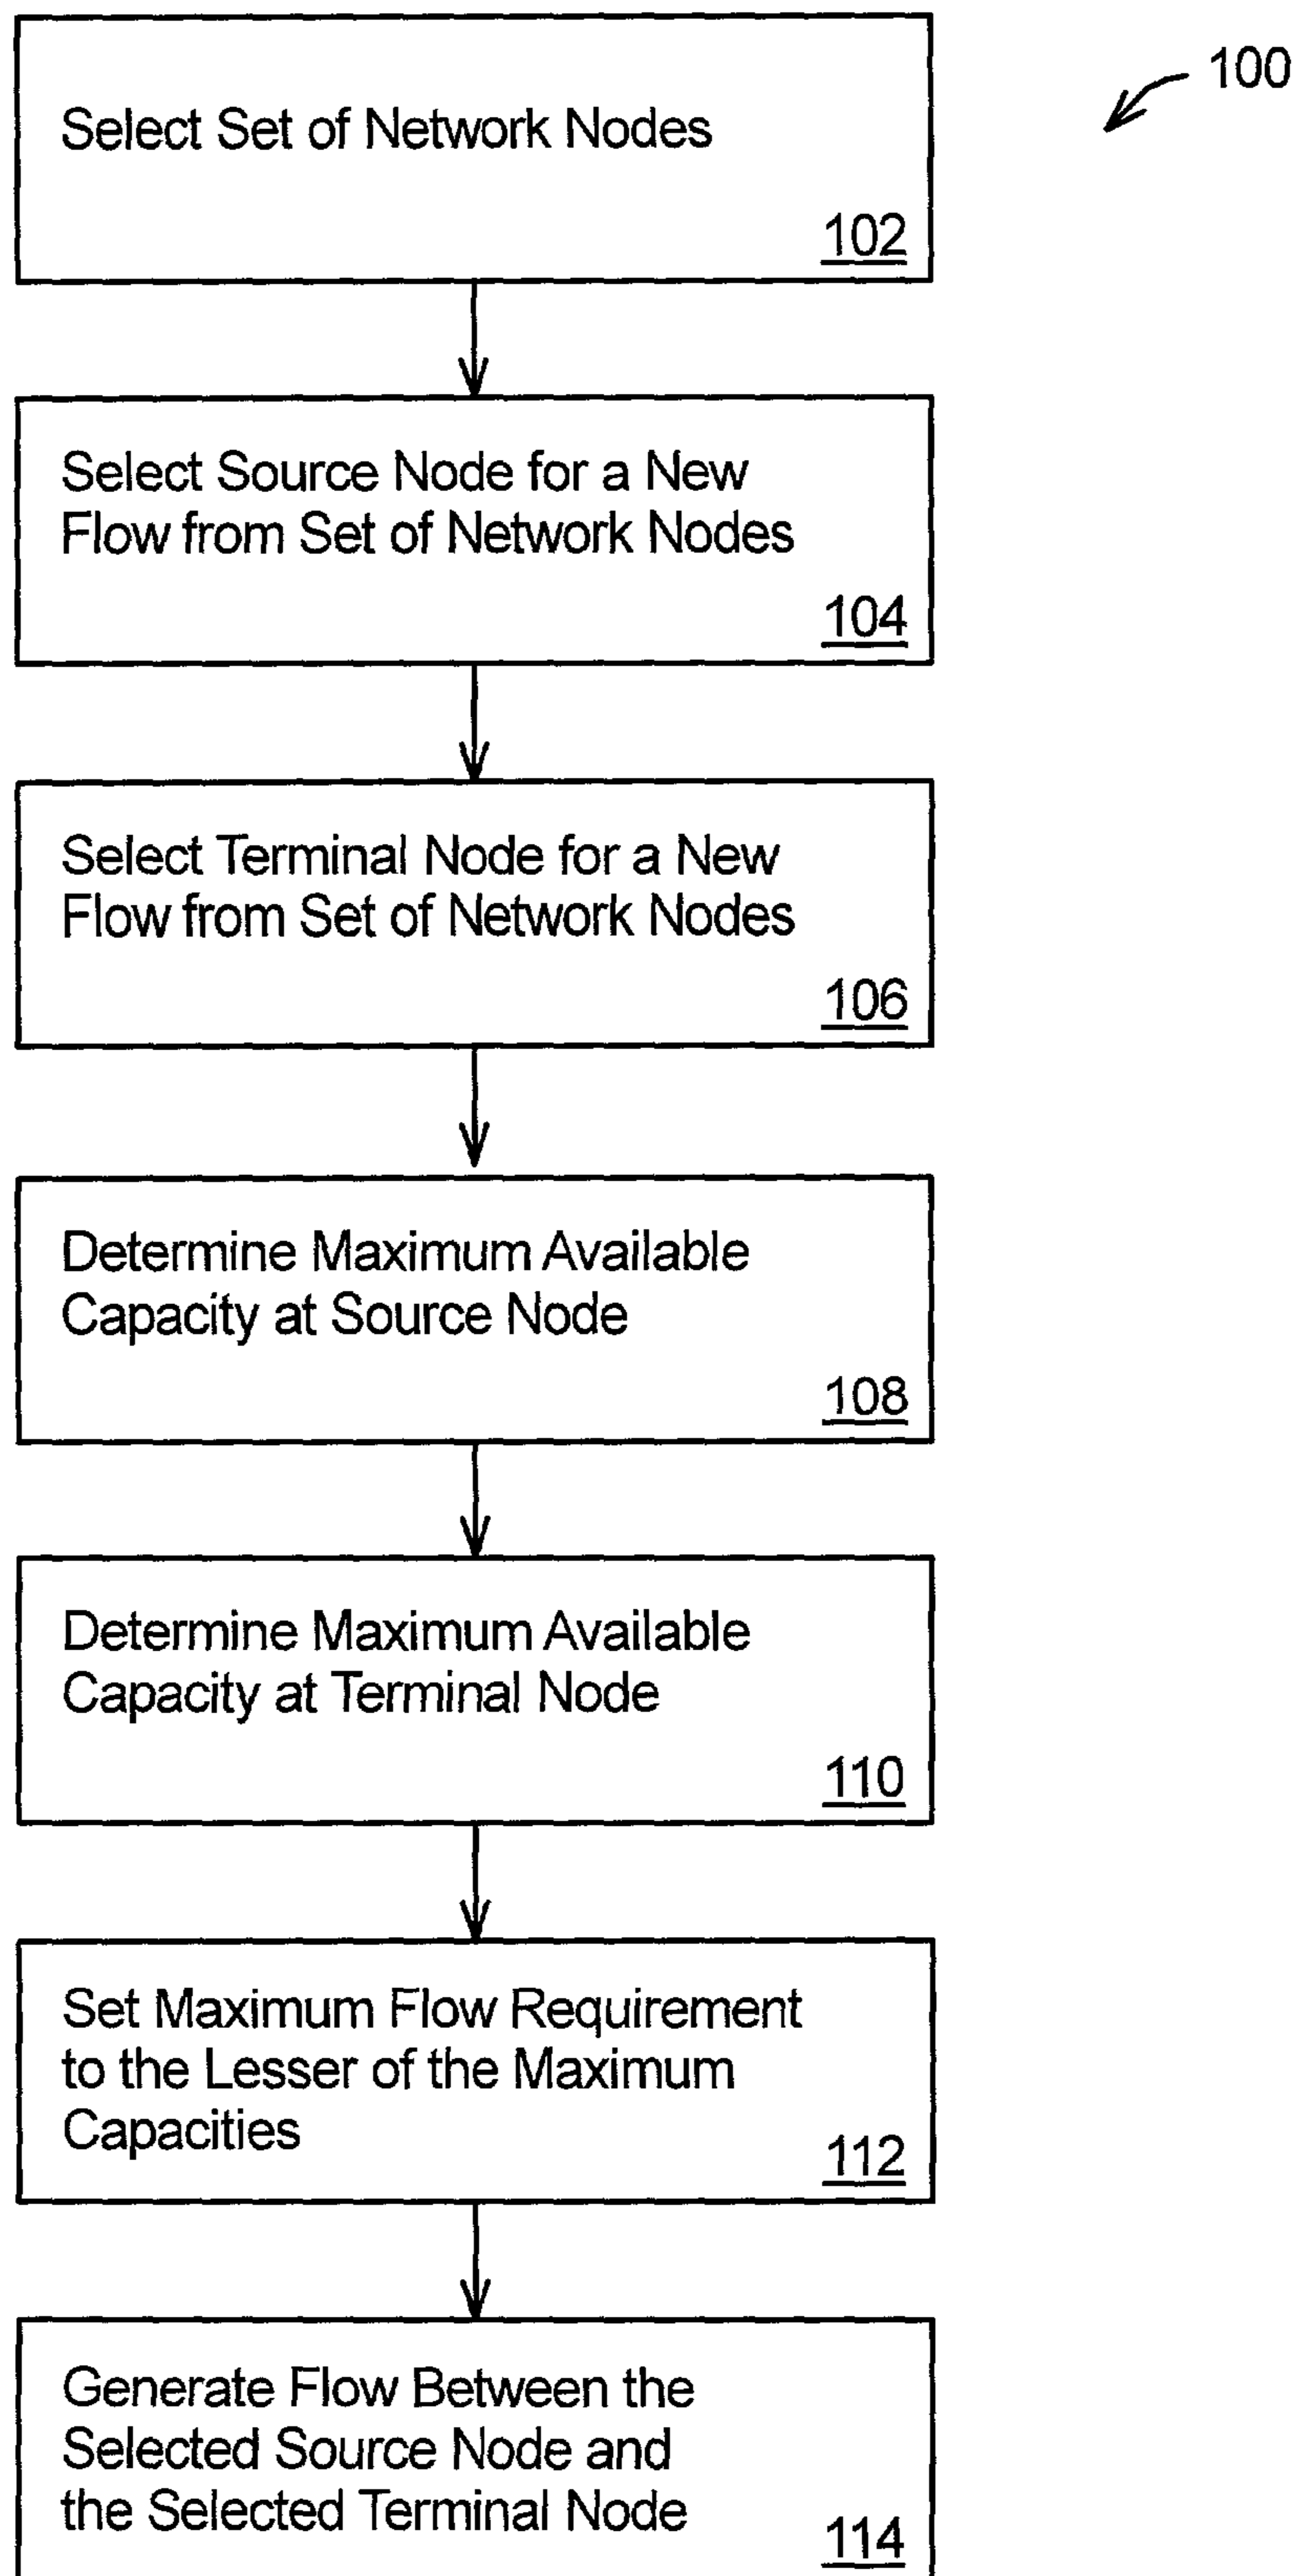 100
Select Set of Network Nodes
102
Select Source Node for a New
Flow from Set of Network Nodes
104
Select Terminal Node for a New
Flow from Set of Network Nodes
106
Determine Maximum Available
Capacity at Source Node
108
Determine Maximum Available
Capacity at Terminal Node
110
Set Maximum Flow Requirement
to the Lesser of the Maximum
Capacities
112
Generate Flow Between the
Selected Source Node and
the Selected Terminal Node
114